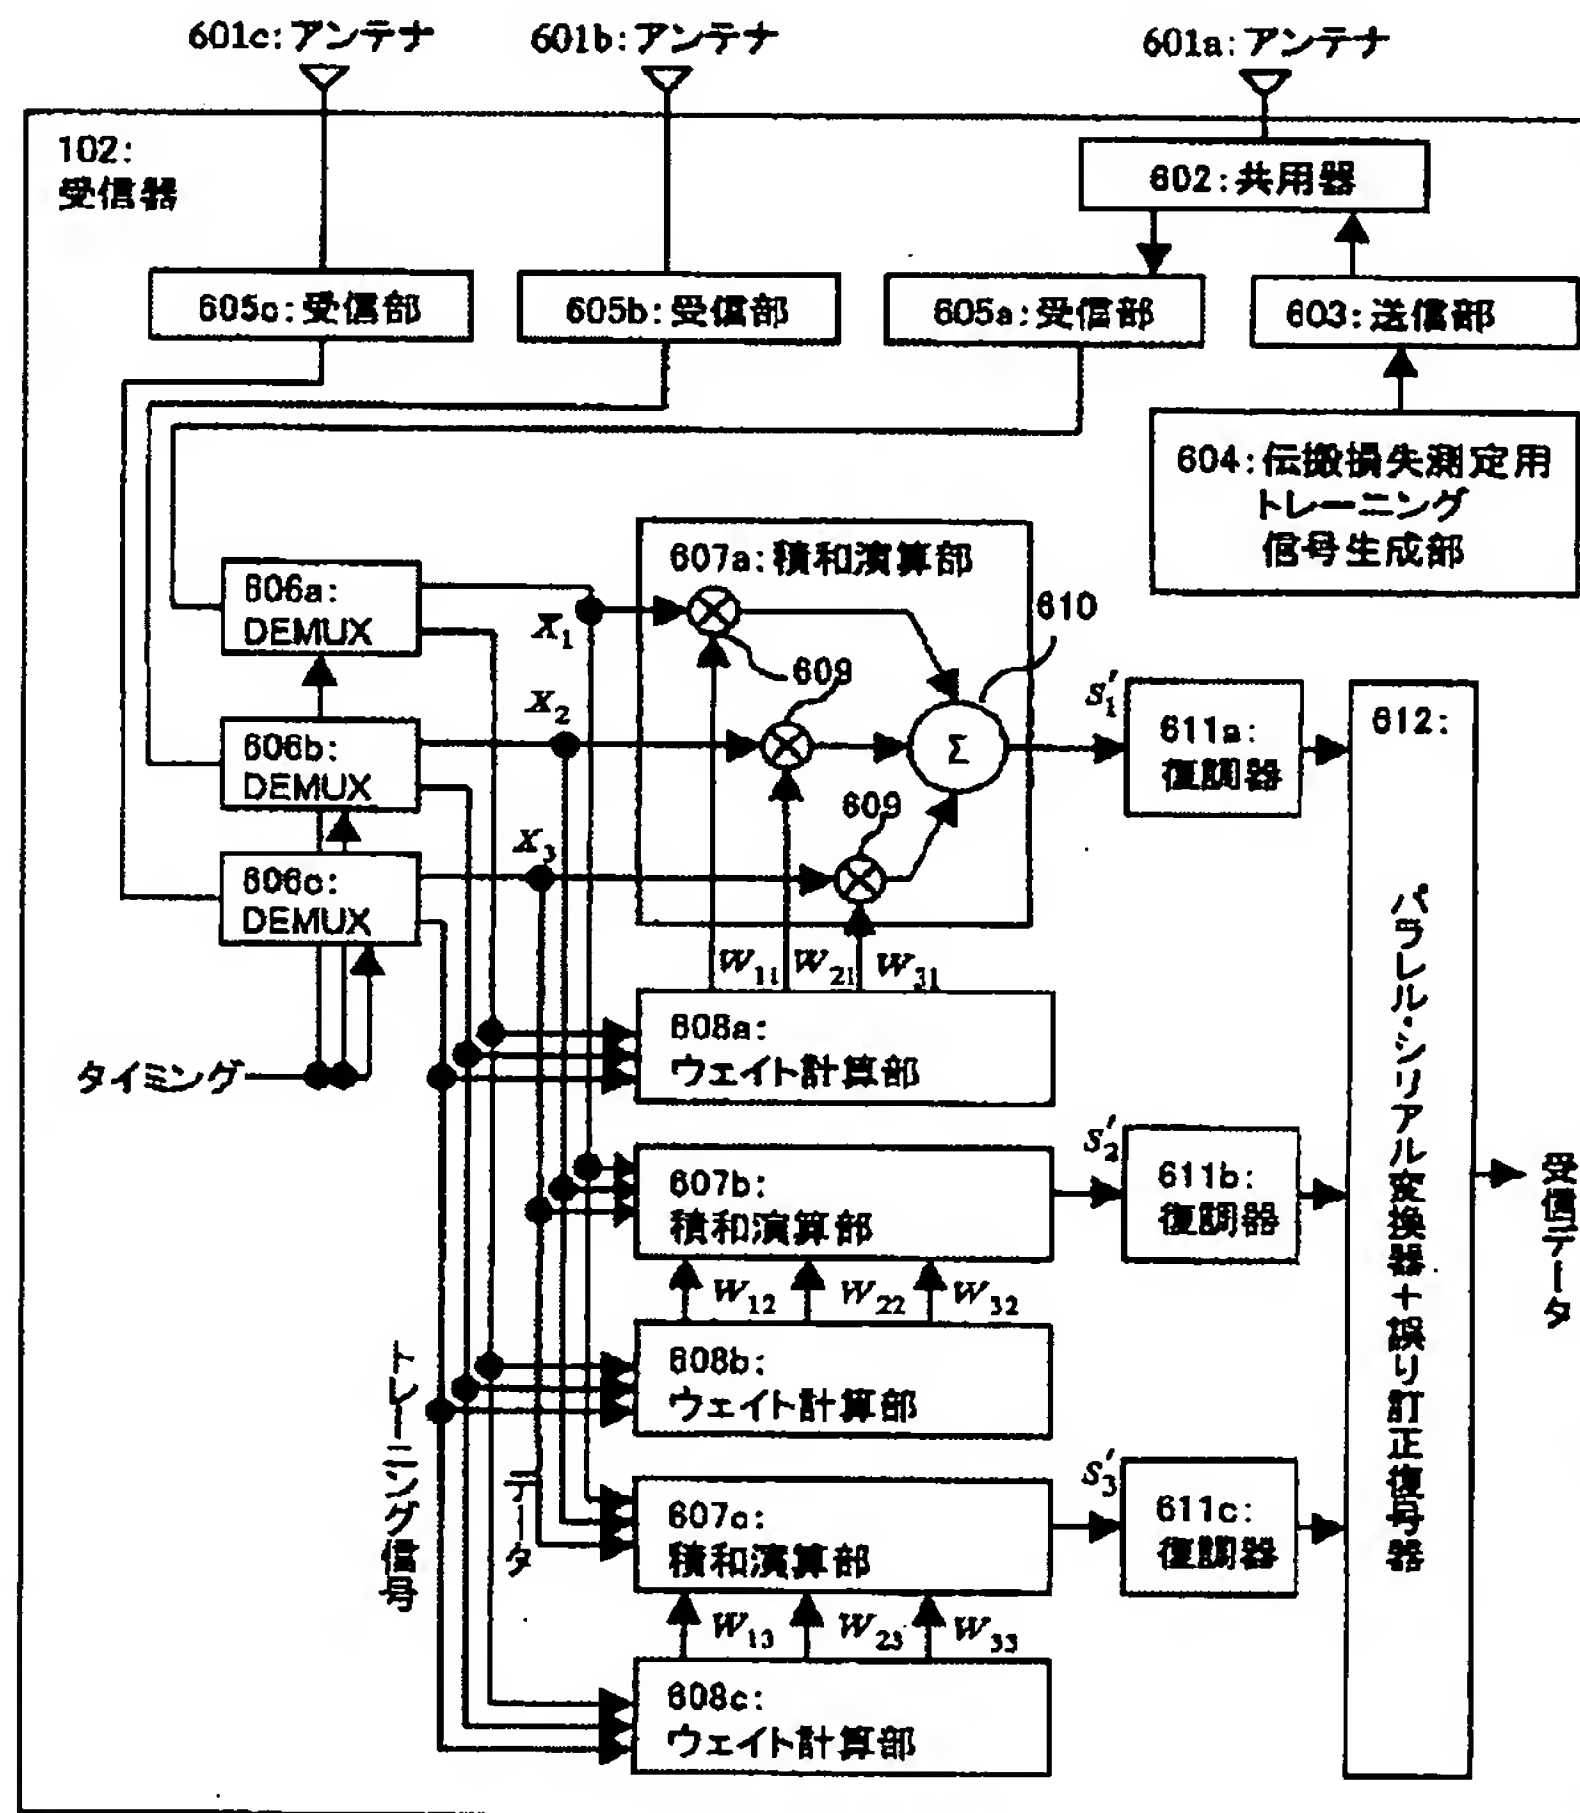 601c:アンテナ
601b:アンテナ
601a:アンテナ
102:
受信器
602:共用器
605c:受信部
605b:受信部
605a:受信部
603:送信部
604:伝搬損失測定用
トレーニング
信号生成部
606a:
DEMUX
606b:
DEMUX
606c:
DEMUX
X1
X2
X3
607a:積和演算部
609
609
610
Σ
W11
W21
W31
608a:
ウェイト計算部
タイミング
S1'
611a:
復調器
612:
パラレル・シリアル変換器+誤り訂正復号器
607b:
積和演算部
S2'
611b:
復調器
受信データ
W12
W22
W32
608b:
ウェイト計算部
トレーニング信号
データ
607c:
積和演算部
S3'
611c:
復調器
W13
W23
W33
608c:
ウェイト計算部